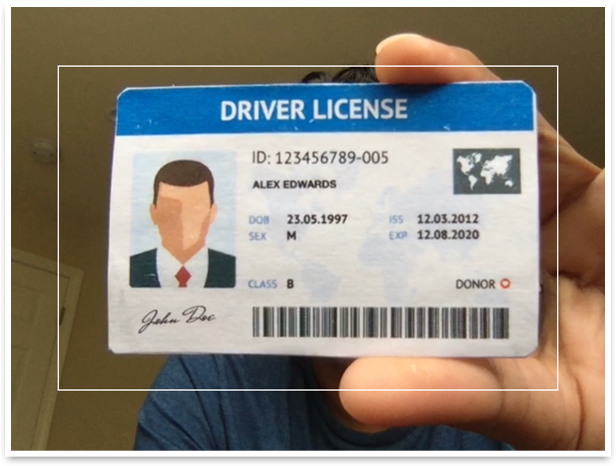 DRIVER LICENSE
ID: 123456789-005
ALEX EDWARDS
DOB 23.05.1997 ISS 12.03.2012
SEX M EXP 12.08.2020
CLASS B DONOR
John Doe